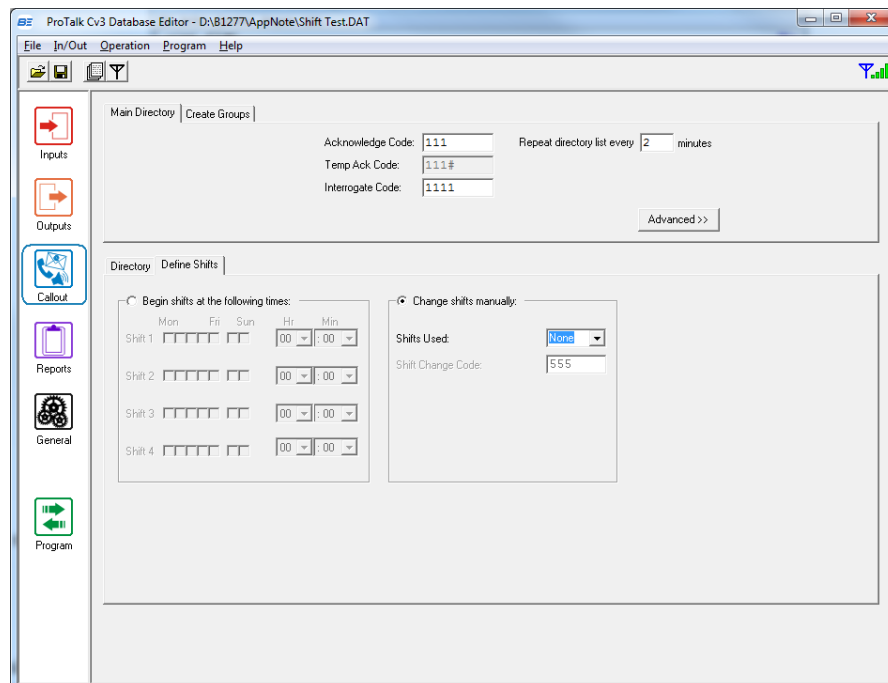 BE ProTalk Cv3 Database Editor - D:\B1277\AppNote\Shift Test.DAT
File In/Out Operation Program Help
Main Directory Create Groups
Acknowledge Code: 111 Repeat directory list every 2 minutes
Temp Ack Code: 111#
Interrogate Code: 1111
Advanced >>
Inputs
Outputs
Callout
Reports
General
Program
Directory Define Shifts
Begin shifts at the following times:
Mon Fri Sun Hr Min
Shift 1 00 : 00
Shift 2 00 : 00
Shift 3 00 : 00
Shift 4 00 : 00
Change shifts manually:
Shifts Used: None
Shift Change Code: 555